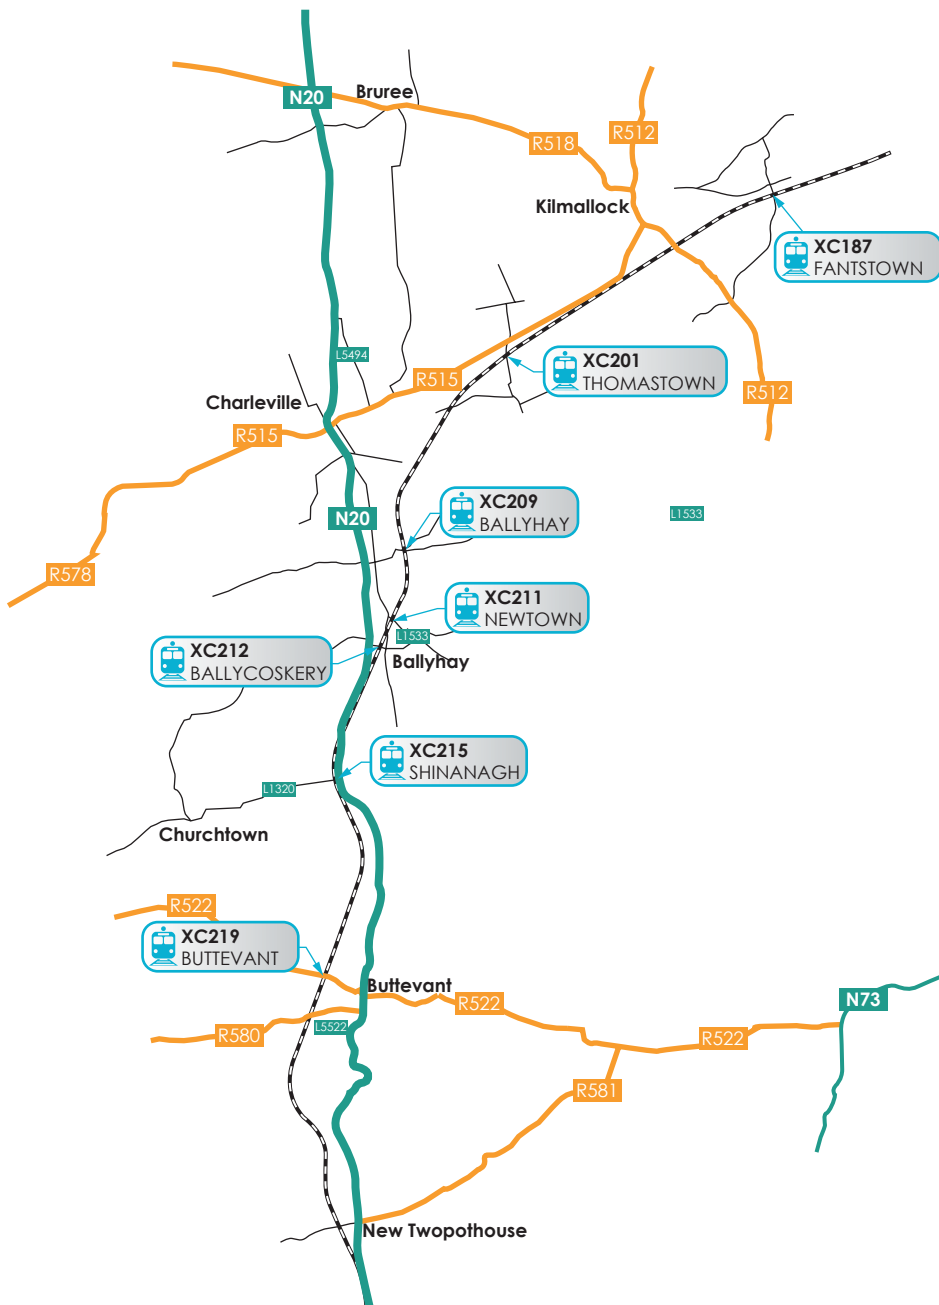 N20
Bruree
R518
R512
Kilmallock
XC187
FANTSTOWN
L5494
XC201
THOMASTOWN
R515
R512
Charleville
R515
XC209
BALLYHAY
N20
L1533
R578
XC211
NEWTOWN
L1533
XC212
BALLYCOSKERY
Ballyhay
XC215
SHINANAGH
L1320
Churchtown
R522
XC219
BUTTEVANT
Buttevant
R522
N73
L5522
R580
R522
R581
New Twopothouse